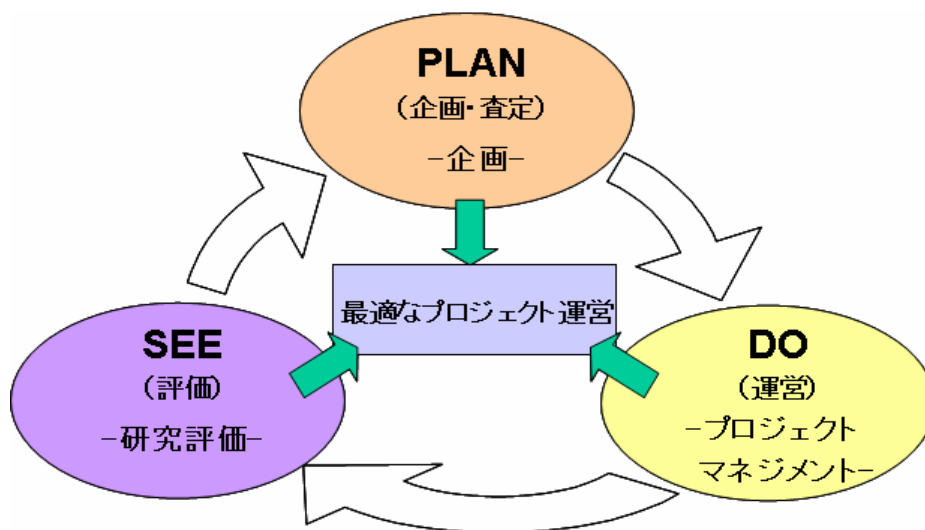 PLAN
(企画・査定)
-企画-
最適なプロジェクト運営
SEE
(評価)
-研究評価-
DO
(運営)
-プロジェクト
マネジメント-